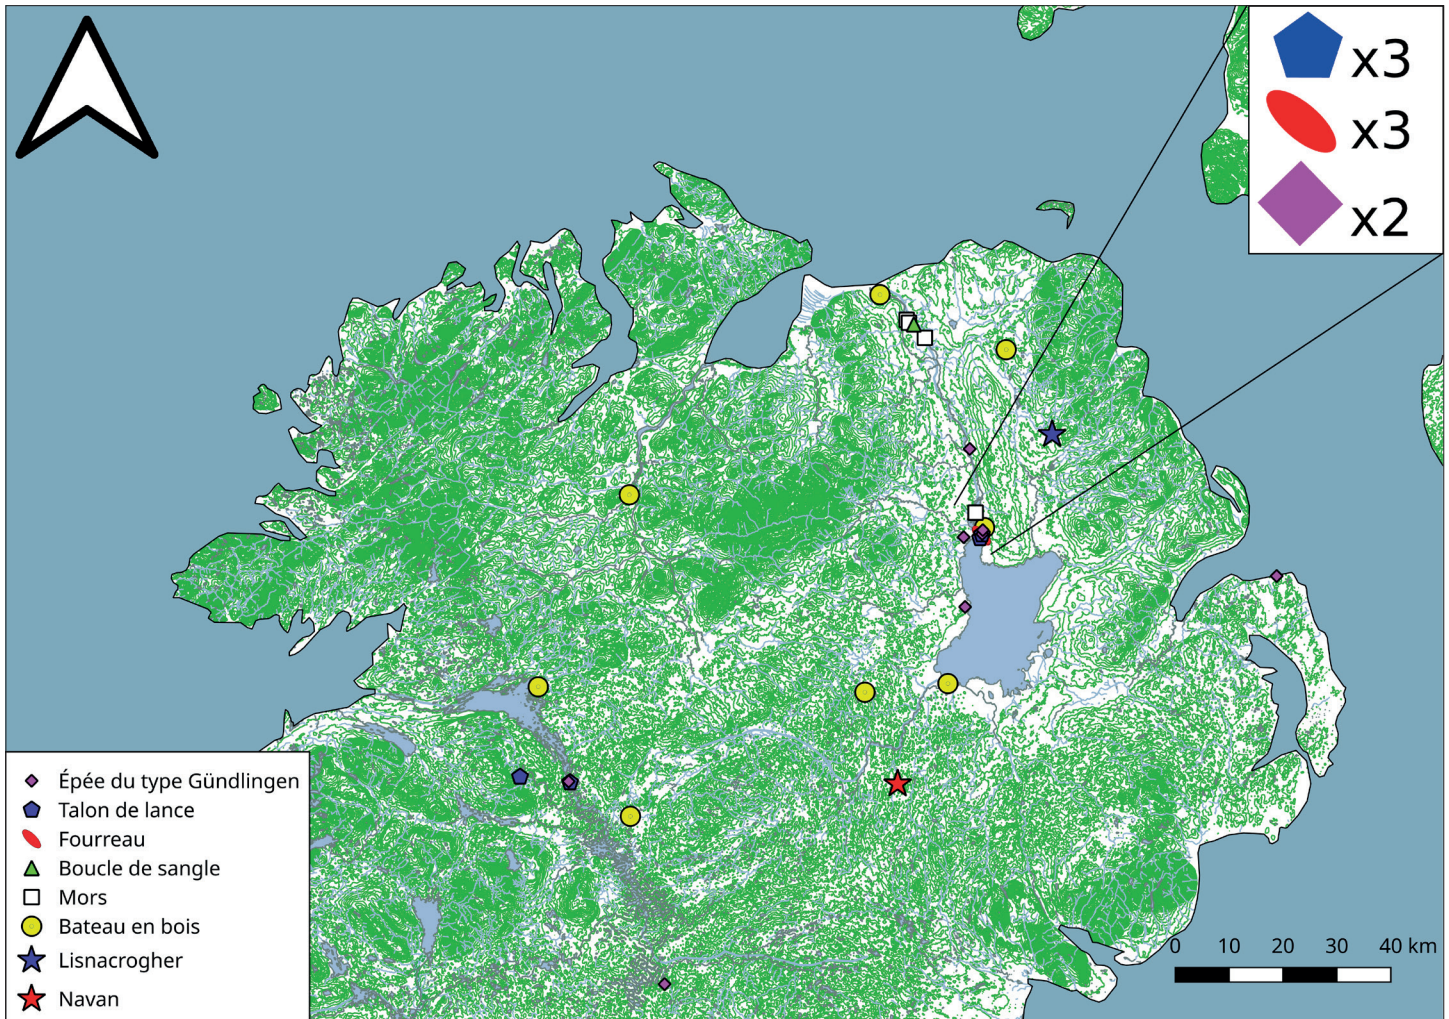 x3
x3
x2
Épée du type Gündlingen
Talon de lance
Fourreau
Boucle de sangle
Mors
Bateau en bois
Lisnacrogher
Navan
0 10 20 30 40 km